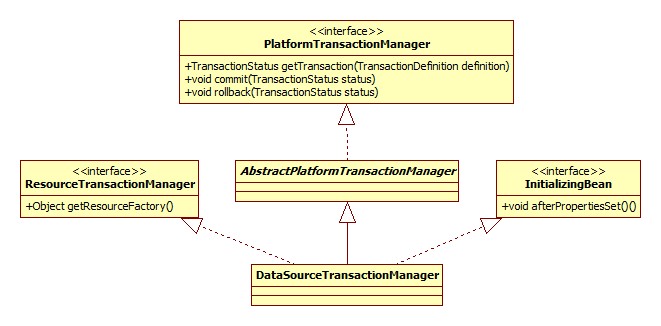 <<interface>>
PlatformTransactionManager
+TransactionStatus getTransaction(TransactionDefinition definition)
+void commit(TransactionStatus status)
+void rollback(TransactionStatus status)
<<interface>>
ResourceTransactionManager
+Object getResourceFactory()
AbstractPlatformTransactionManager
<<interface>>
InitializingBean
+void afterPropertiesSet()()
DataSourceTransactionManager